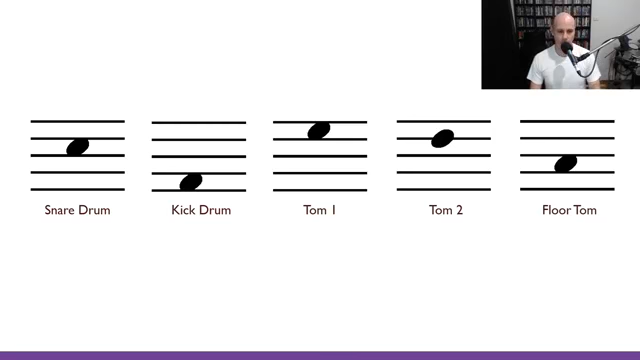 Snare Drum
Kick Drum
Tom 1
Tom 2
Floor Tom